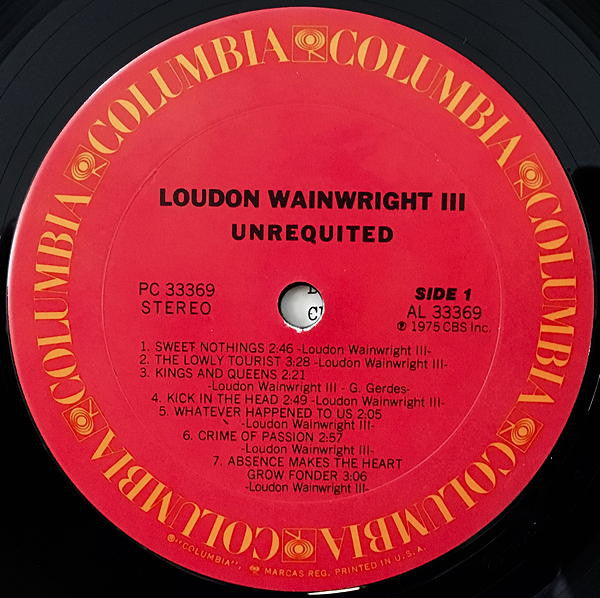 COLUMBIA COLUMBIA COLUMBIA COLUMBIA COLUMBIA COLUMBIA COLUMBIA
LOUDON WAINWRIGHT III
UNREQUITED
PC 33369
STEREO
SIDE 1
AL 33369
Ⓟ 1975 CBS Inc.
1. SWEET NOTHINGS 2:46 -Loudon Wainwright III-
2. THE LOWLY TOURIST 3:28 -Loudon Wainwright III-
3. KINGS AND QUEENS 2:21
-Loudon Wainwright III - G. Gerdes-
4. KICK IN THE HEAD 2:49 -Loudon Wainwright III-
5. WHATEVER HAPPENED TO US 2:05
-Loudon Wainwright III-
6. CRIME OF PASSION 2:57
-Loudon Wainwright III-
7. ABSENCE MAKES THE HEART
GROW FONDER 3:06
-Loudon Wainwright III-
®"COLUMBIA", MARCAS REG. PRINTED IN U.S.A.